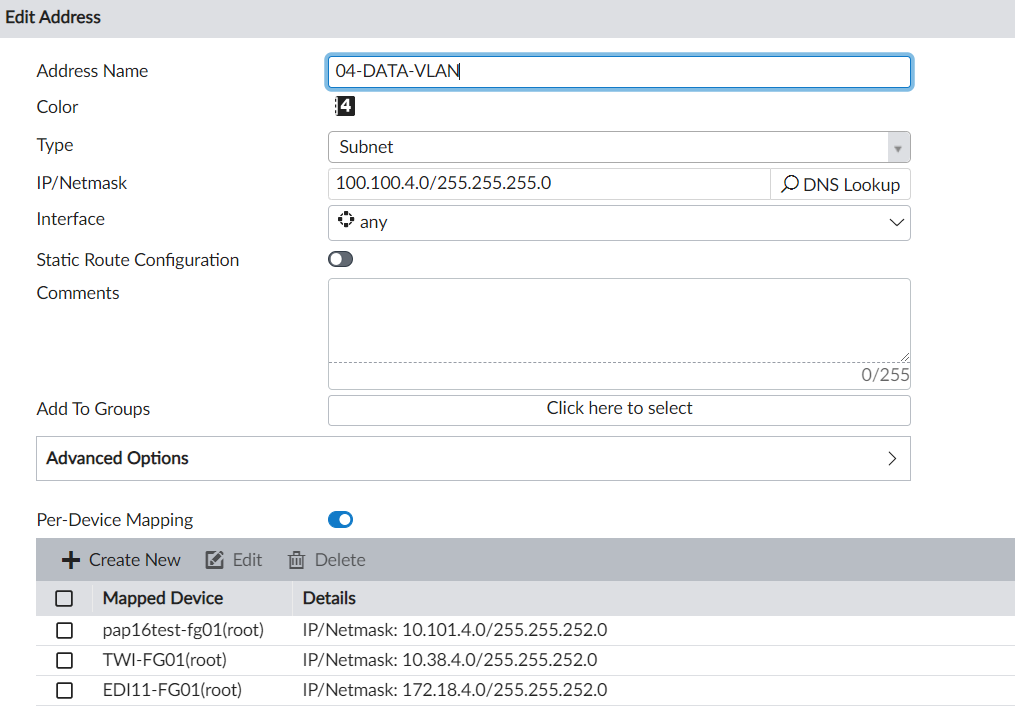 Edit Address
Address Name 04-DATA-VLAN
Color 4
Type Subnet
IP/Netmask 100.100.4.0/255.255.255.0 DNS Lookup
Interface any
Static Route Configuration
Comments
0/255
Add To Groups Click here to select
Advanced Options
Per-Device Mapping
Create New Edit Delete
Mapped Device Details
pap16test-fg01(root) IP/Netmask: 10.101.4.0/255.255.252.0
TWI-FG01(root) IP/Netmask: 10.38.4.0/255.255.252.0
EDI11-FG01(root) IP/Netmask: 172.18.4.0/255.255.252.0